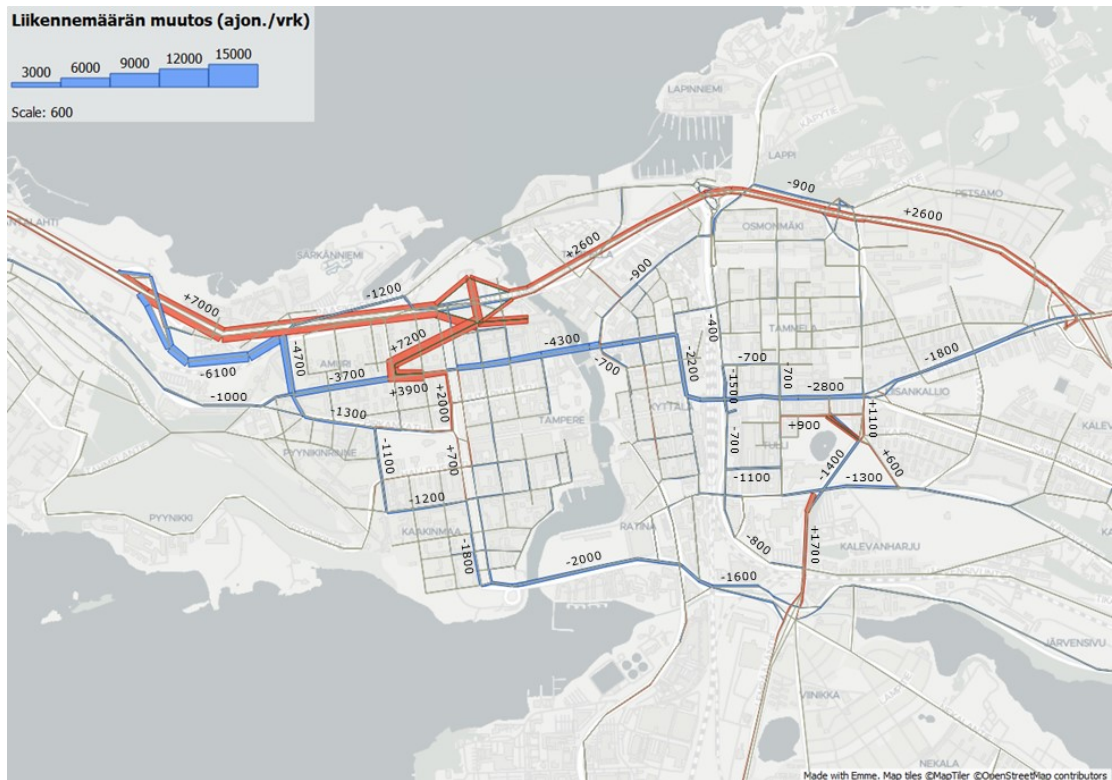 Liikennemäärän muutos (ajon./vrk)
3000 6000 9000 12000 15000
Scale: 600
LAPINNIEMI
KÄPYTIE
LAPPI
-900
PETSAMO
+2600
OSMONMÄKI
SÄRKÄNNIEMI
+2600
-900
+7000
-1200
-400
TAMMELA
-4700
AMURI
+7200
-4300
-700
-2200
-700
-700
-1800
-6100
-3700
+3900
-1500
-2800
-1000
+2000
TAMPERE
KYTTÄLÄ
-1300
+900
+1100
PYYNIKINRINNE
-1100
+700
-700
TULLI
-1400
+600
-1100
-1300
-1200
PYYNIKKI
KAAKINMAA
RATINA
-1800
-800
+1700
KALEVANHARJU
-2000
-1600
JÄRVENSIVU
VIINIKKA
NEKALA
Made with Emme. Map tiles ©MapTiler ©OpenStreetMap contributors